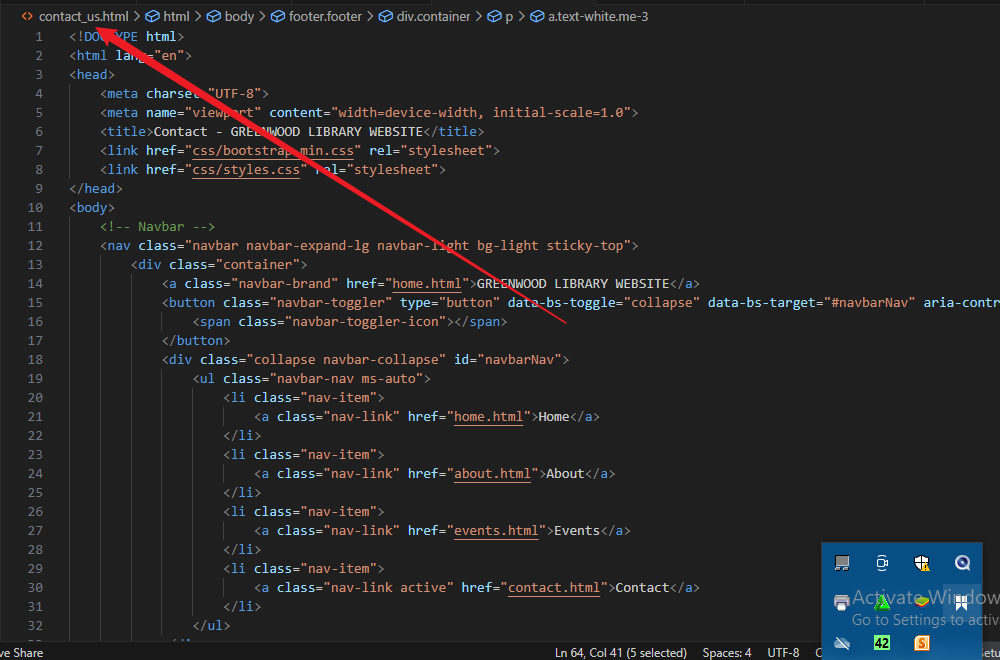 contact_us.html > html > body > footer.footer > div.container > p > a.text-white.me-3
1 <!DOCTYPE html>
2 <html lang="en">
3 <head>
4 <meta charset="UTF-8">
5 <meta name="viewport" content="width=device-width, initial-scale=1.0">
6 <title>Contact - GREENWOOD LIBRARY WEBSITE</title>
7 <link href="css/bootstrap.min.css" rel="stylesheet">
8 <link href="css/styles.css" rel="stylesheet">
9 </head>
10 <body>
11 <!-- Navbar -->
12 <nav class="navbar navbar-expand-lg navbar-light bg-light sticky-top">
13 <div class="container">
14 <a class="navbar-brand" href="home.html">GREENWOOD LIBRARY WEBSITE</a>
15 <button class="navbar-toggler" type="button" data-bs-toggle="collapse" data-bs-target="#navbarNav" aria-contr
16 <span class="navbar-toggler-icon"></span>
17 </button>
18 <div class="collapse navbar-collapse" id="navbarNav">
19 <ul class="navbar-nav ms-auto">
20 <li class="nav-item">
21 <a class="nav-link" href="home.html">Home</a>
22 </li>
23 <li class="nav-item">
24 <a class="nav-link" href="about.html">About</a>
25 </li>
26 <li class="nav-item">
27 <a class="nav-link" href="events.html">Events</a>
28 </li>
29 <li class="nav-item">
30 <a class="nav-link active" href="contact.html">Contact</a>
31 </li>
32 </ul>
Activate Window
Go to Settings to activa
42
S
ve Share
Ln 64, Col 41 (5 selected) Spaces: 4 UTF-8